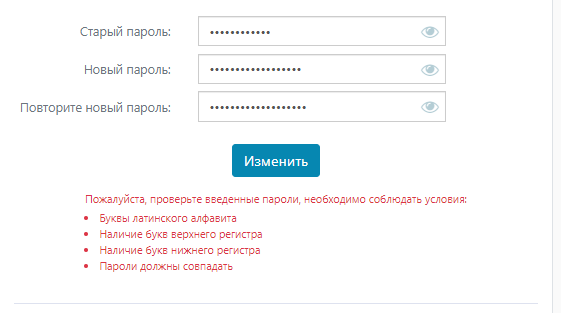 Старый пароль:
••••••••••••
Новый пароль:
••••••••••••••••••
Повторите новый пароль:
•••••••••••••••••••
Изменить
Пожалуйста, проверьте введенные пароли, необходимо соблюдать условия:
• Буквы латинского алфавита
• Наличие букв верхнего регистра
• Наличие букв нижнего регистра
• Пароли должны совпадать